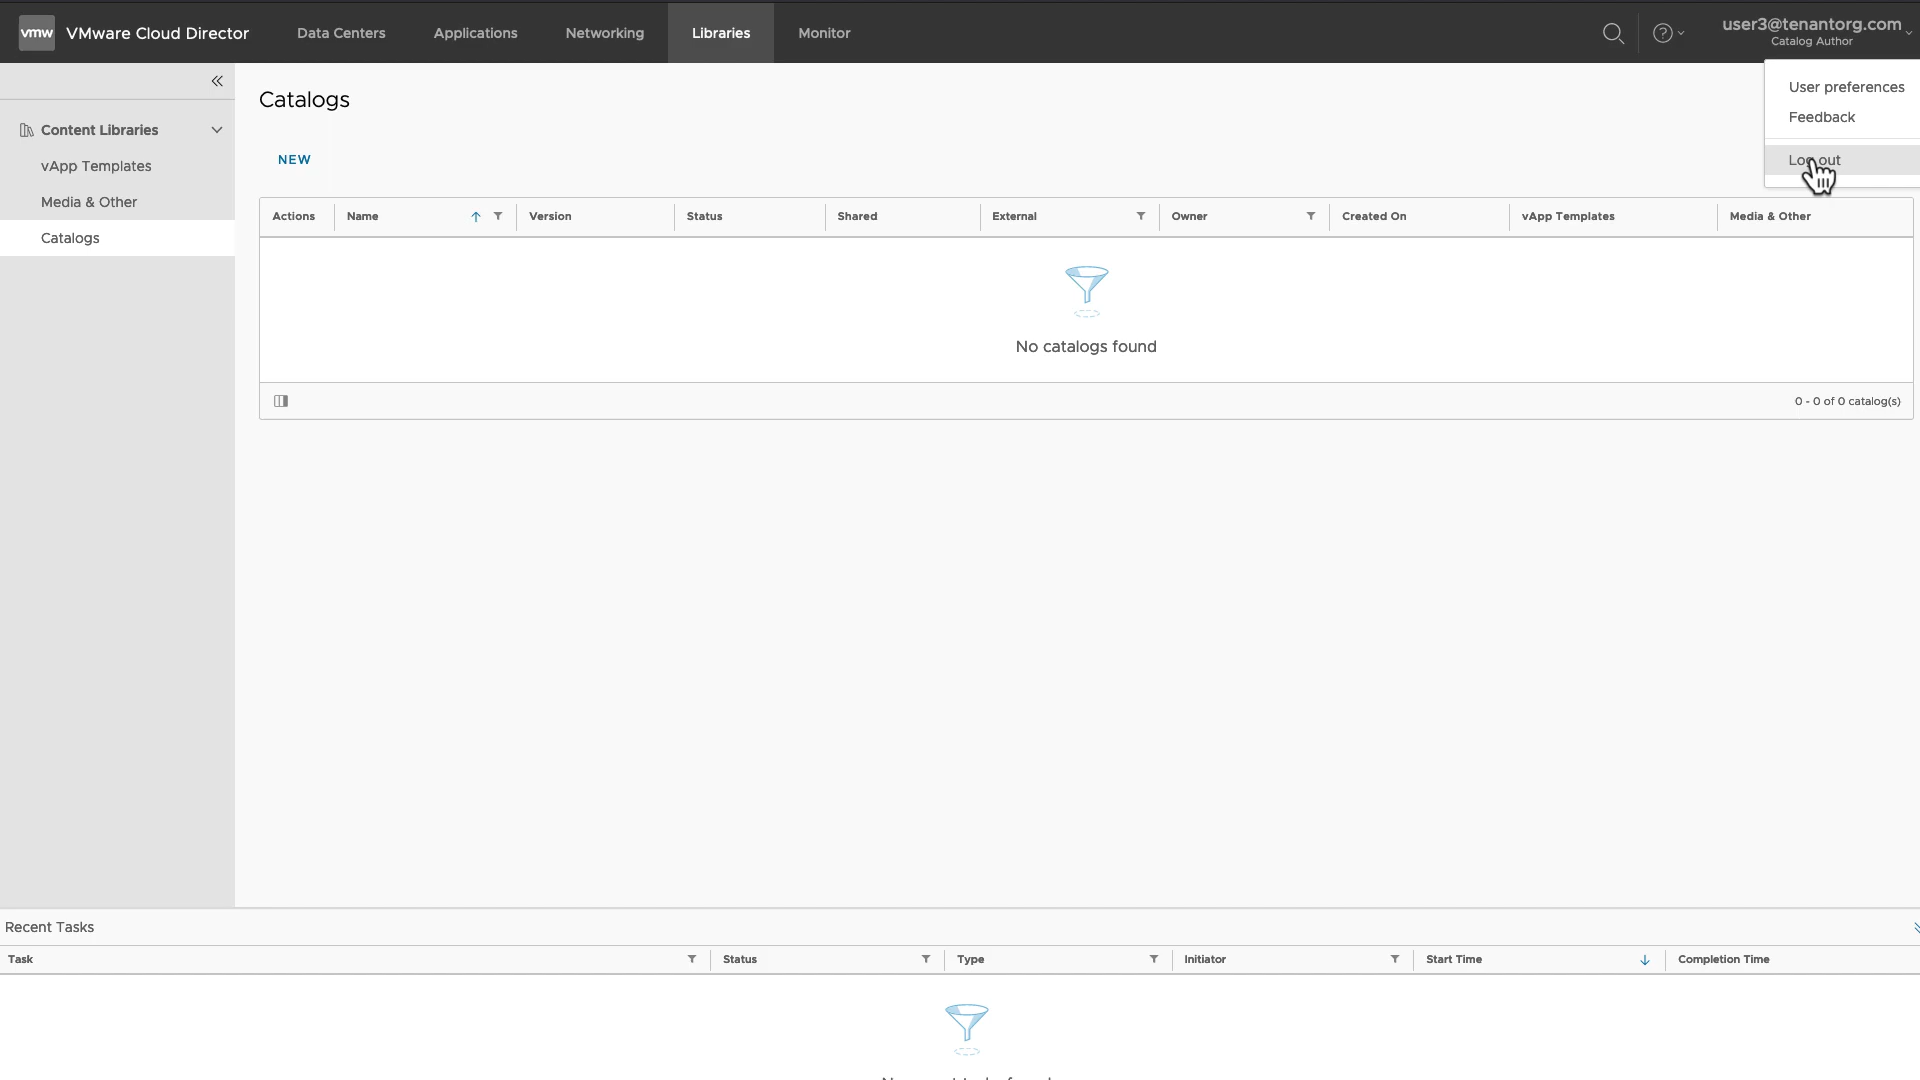 vmw VMware Cloud Director Data Centers Applications Networking Libraries Monitor ? user3@tenantorg.com
Catalog Author
User preferences
Feedback
Log out
Content Libraries
vApp Templates
Media & Other
Catalogs
Catalogs
NEW
Actions Name Version Status Shared External Owner Created On vApp Templates Media & Other
No catalogs found
0 - 0 of 0 catalog(s)
Recent Tasks
Task Status Type Initiator Start Time Completion Time